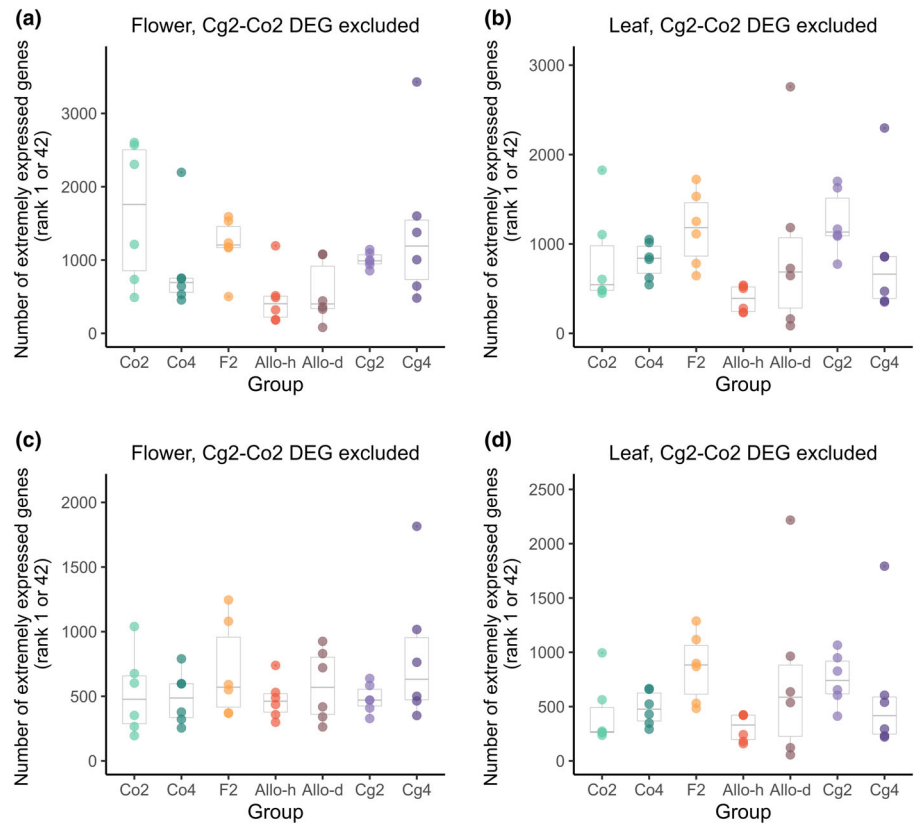 (a)
Flower, Cg2-Co2 DEG excluded
Number of extremely expressed genes
(rank 1 or 42)
3000
2000
1000
0
Co2 Co4 F2 Allo-h Allo-d Cg2 Cg4
Group
(b)
Leaf, Cg2-Co2 DEG excluded
Number of extremely expressed genes
(rank 1 or 42)
3000
2000
1000
0
Co2 Co4 F2 Allo-h Allo-d Cg2 Cg4
Group
(c)
Flower, Cg2-Co2 DEG excluded
Number of extremely expressed genes
(rank 1 or 42)
2000
1500
1000
500
0
Co2 Co4 F2 Allo-h Allo-d Cg2 Cg4
Group
(d)
Leaf, Cg2-Co2 DEG excluded
Number of extremely expressed genes
(rank 1 or 42)
2500
2000
1500
1000
500
0
Co2 Co4 F2 Allo-h Allo-d Cg2 Cg4
Group